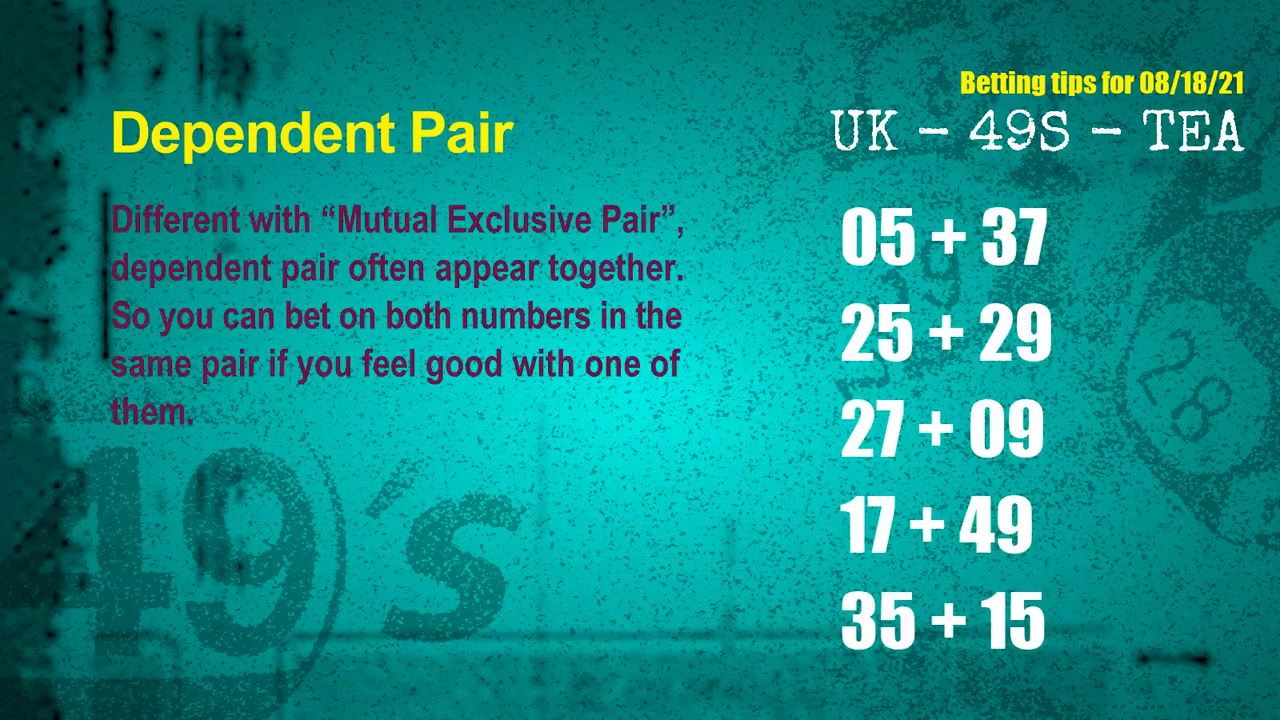 Betting tips for 08/18/21
UK - 49S - TEA
Dependent Pair
Different with “Mutual Exclusive Pair”,
dependent pair often appear together.
So you can bet on both numbers in the
same pair if you feel good with one of
them.
05 + 37
25 + 29
27 + 09
17 + 49
35 + 15
49's
28